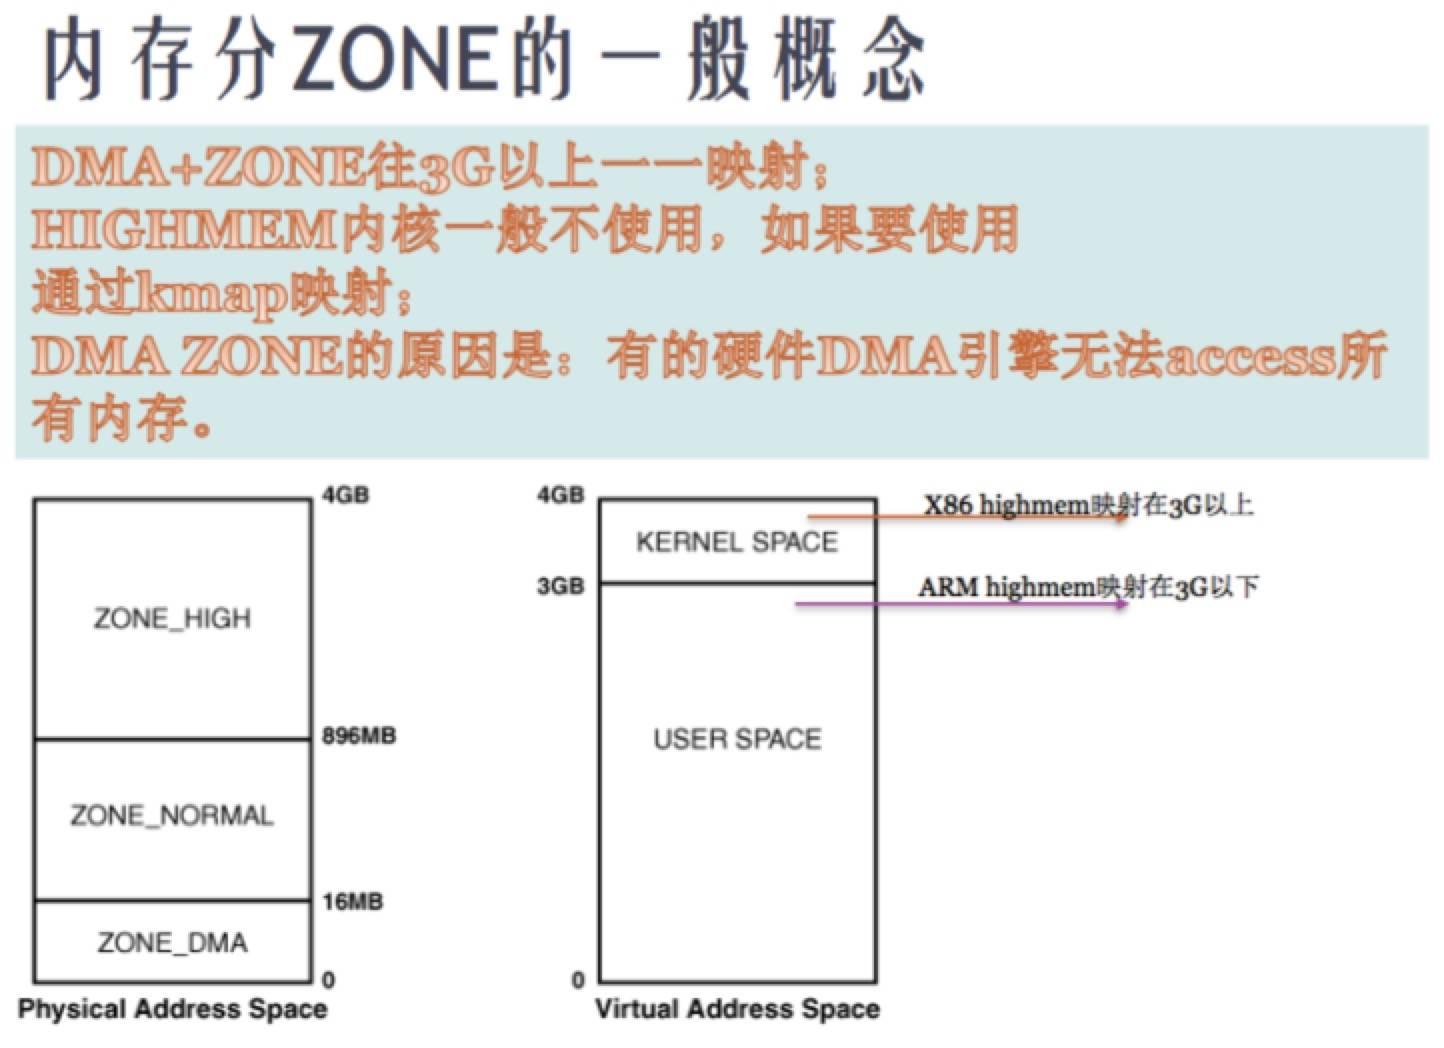 内存分ZONE的一般概念
DMA+ZONE往3G以上一一映射；
HIGHMEM内核一般不使用，如果要使用
通过kmap映射；
DMA ZONE的原因是：有的硬件DMA引擎无法access所
有内存。
4GB
ZONE_HIGH
896MB
ZONE_NORMAL
16MB
ZONE_DMA
0
Physical Address Space
4GB
X86 highmem映射在3G以上
KERNEL SPACE
3GB
ARM highmem映射在3G以下
USER SPACE
0
Virtual Address Space